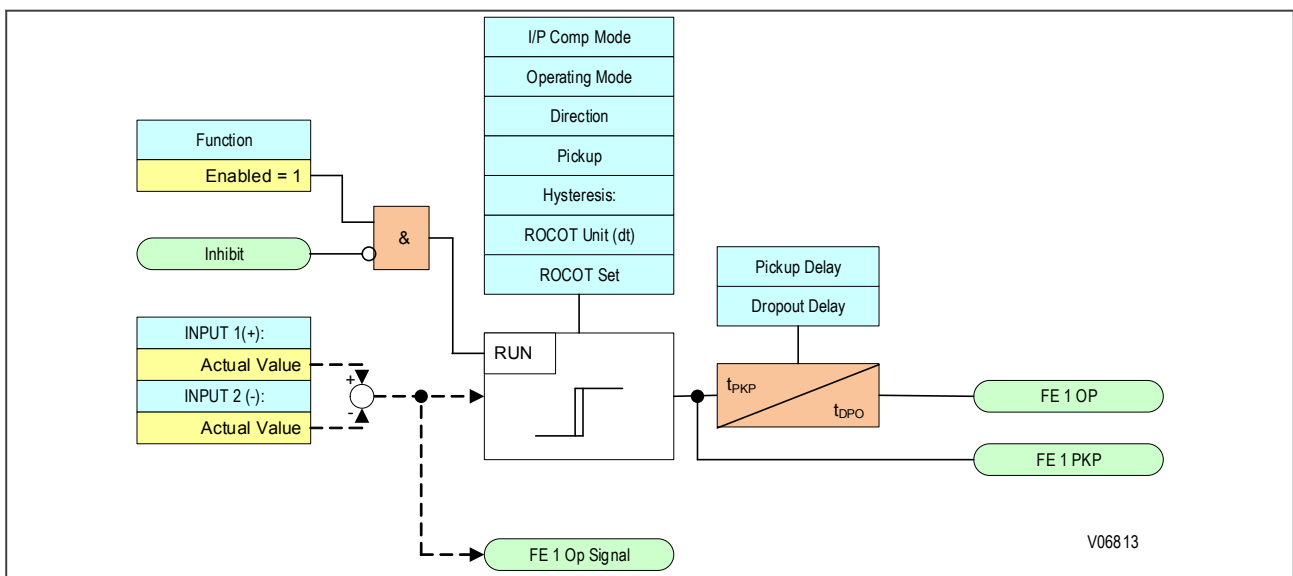 I/P Comp Mode
Operating Mode
Direction
Pickup
Hysteresis:
ROCOT Unit (dt)
ROCOT Set
Function
Enabled = 1
Inhibit
&
INPUT 1(+):
Actual Value
INPUT 2 (-):
Actual Value
+
-
RUN
Pickup Delay
Dropout Delay
tPKP
tDPO
FE 1 OP
FE 1 PKP
FE 1 Op Signal
V06813